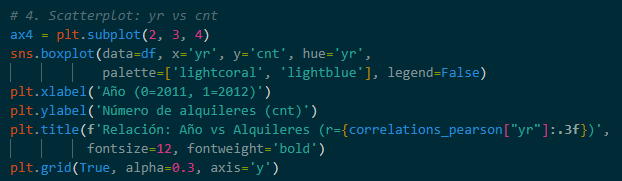 # 4. Scatterplot: yr vs cnt
ax4 = plt.subplot(2, 3, 4)
sns.boxplot(data=df, x='yr', y='cnt', hue='yr',
            palette=['lightcoral', 'lightblue'], legend=False)
plt.xlabel('Año (0=2011, 1=2012)')
plt.ylabel('Número de alquileres (cnt)')
plt.title(f'Relación: Año vs Alquileres (r={correlations_pearson["yr"]:.3f})',
          fontsize=12, fontweight='bold')
plt.grid(True, alpha=0.3, axis='y')